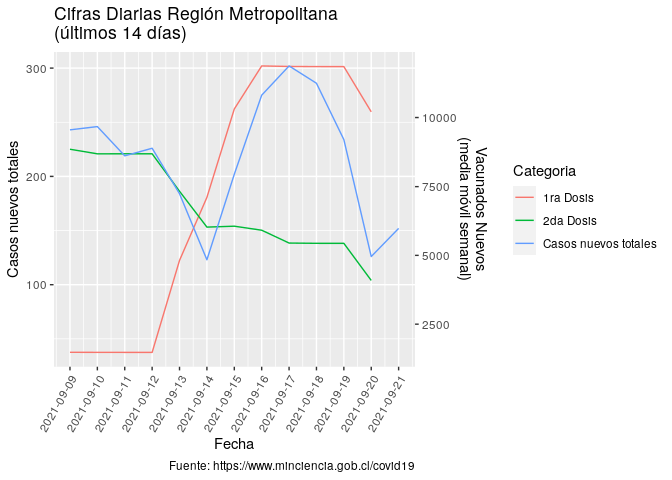 Cifras Diarias Región Metropolitana
(últimos 14 días)
300
200
100
Casos nuevos totales
10000
7500
5000
2500
Vacunados Nuevos
(media móvil semanal)
2021-09-09
2021-09-10
2021-09-11
2021-09-12
2021-09-13
2021-09-14
2021-09-15
2021-09-16
2021-09-17
2021-09-18
2021-09-19
2021-09-20
2021-09-21
Fecha
Categoria
1ra Dosis
2da Dosis
Casos nuevos totales
Fuente: https://www.minciencia.gob.cl/covid19